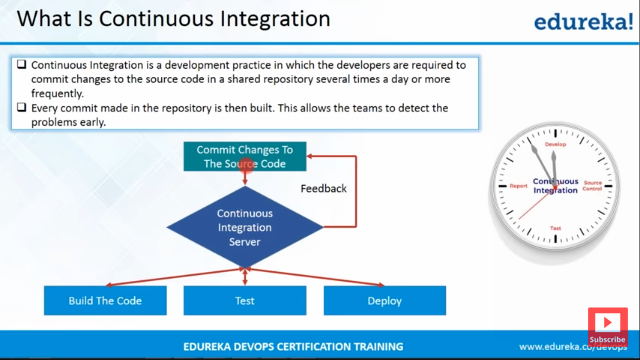 What Is Continuous Integration
edureka!
Continuous Integration is a development practice in which the developers are required to
commit changes to the source code in a shared repository several times a day or more
frequently.
Every commit made in the repository is then built. This allows the teams to detect the
problems early.
Commit Changes To
The Source Code
Feedback
Continuous
Integration
Server
Build The Code
Test
Deploy
Develop
Report
Continuous
Integration
Source
Control
Test
Subscribe
EDUREKA DEVOPS CERTIFICATION TRAINING
www.edureka.co/devops